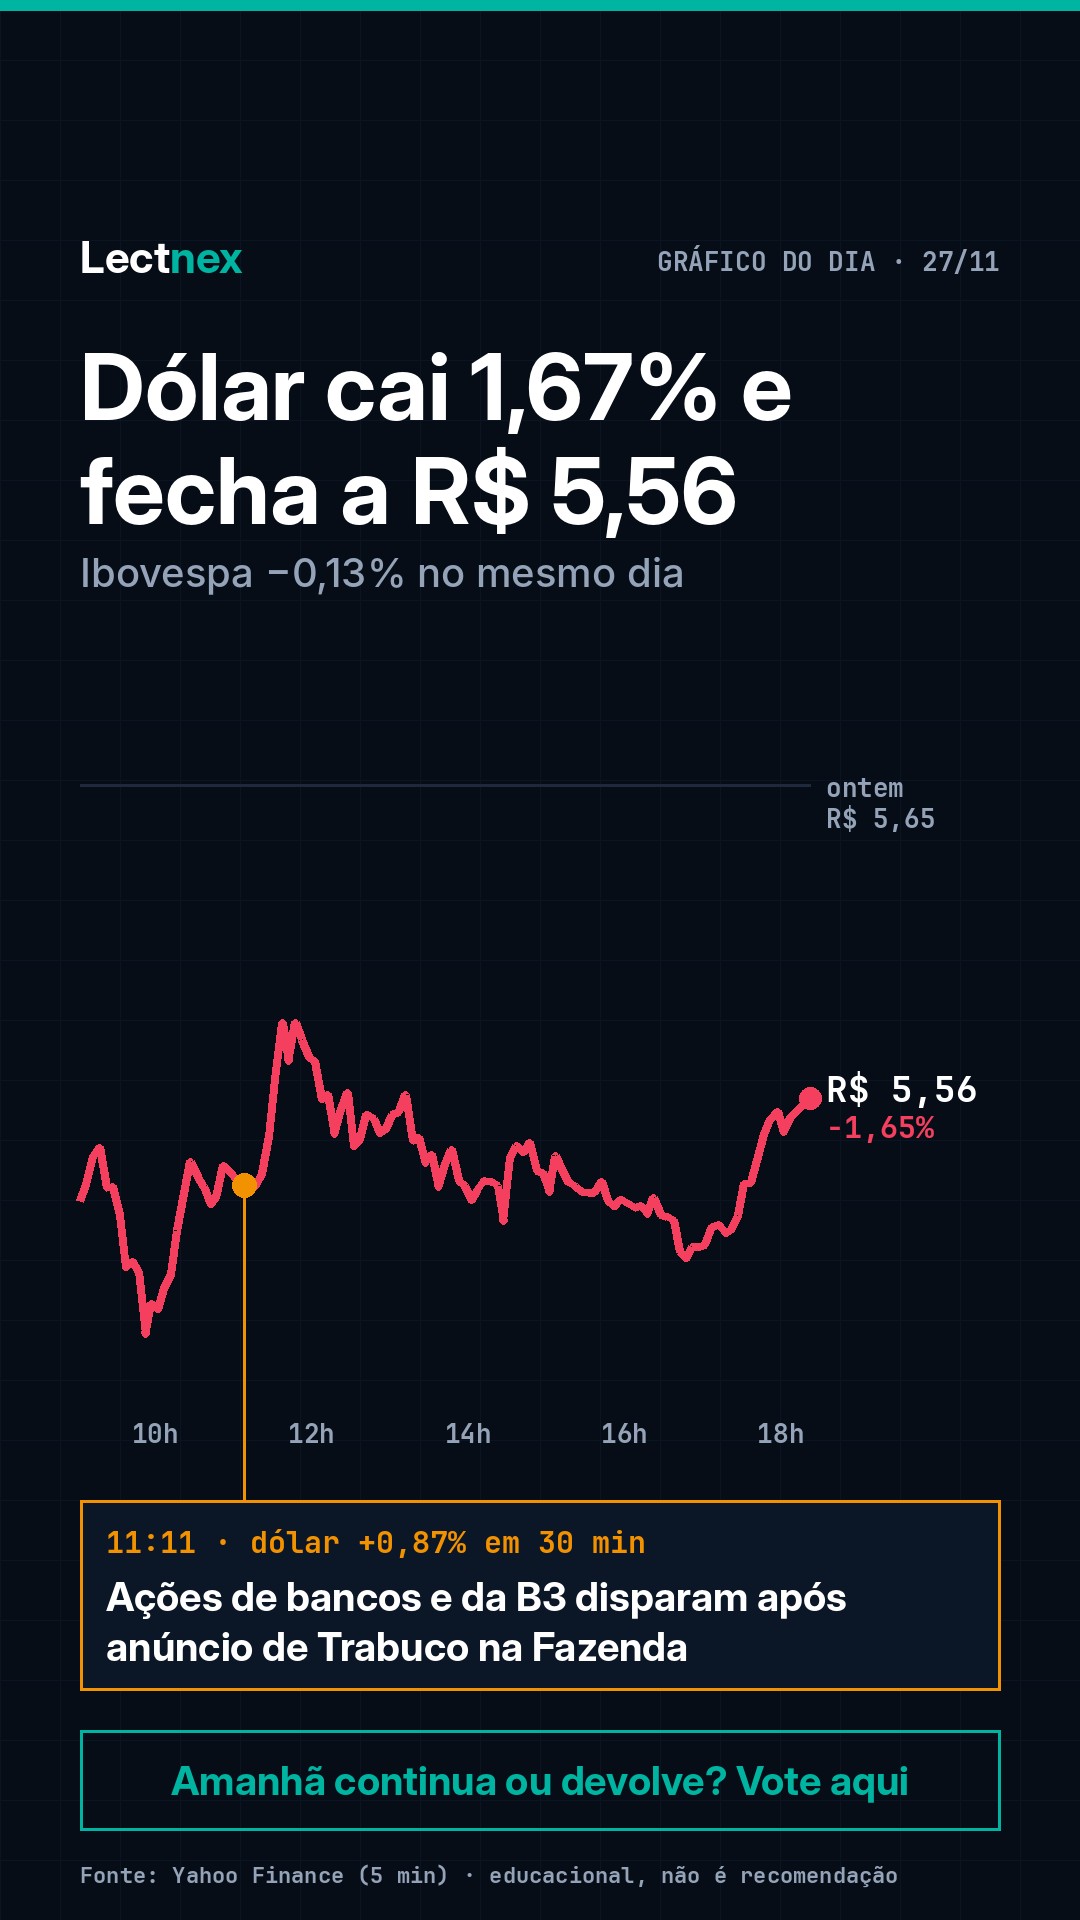 Lectnex
GRÁFICO DO DIA · 27/11
Dólar cai 1,67% e
fecha a R$ 5,56
Ibovespa −0,13% no mesmo dia
ontem
R$ 5,65
R$ 5,56
-1,65%
10h 12h 14h 16h 18h
11:11 · dólar +0,87% em 30 min
Ações de bancos e da B3 disparam após
anúncio de Trabuco na Fazenda
Amanhã continua ou devolve? Vote aqui
Fonte: Yahoo Finance (5 min) · educacional, não é recomendação